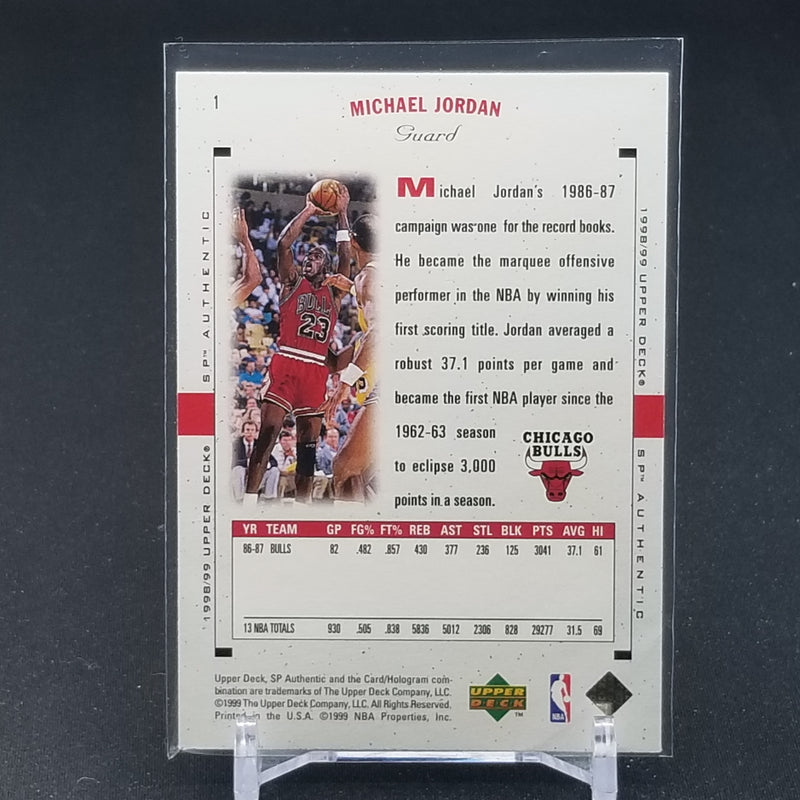 1
MICHAEL JORDAN
Guard
SP™ AUTHENTIC
1998/99 UPPER DECK®
BULLS
23
Michael Jordan's 1986-87
campaign was one for the record books.
He became the marquee offensive
performer in the NBA by winning his
first scoring title. Jordan averaged a
robust 37.1 points per game and
became the first NBA player since the
1962-63 season
to eclipse 3,000
points in a season.
CHICAGO
BULLS
1998/99 UPPER DECK®
SP™ AUTHENTIC
YR TEAM GP FG% FT% REB AST STL BLK PTS AVG HI
86-87 BULLS 82 .482 .857 430 377 236 125 3041 37.1 61
13 NBA TOTALS 930 .505 .838 5836 5012 2306 828 29277 31.5 69
Upper Deck, SP Authentic and the Card/Hologram com-
bination are trademarks of The Upper Deck Company, LLC.
©1999 The Upper Deck Company, LLC. All Rights Reserved.
Printed in the U.S.A. ©1999 NBA Properties, Inc.
UPPER
DECK™
NBA